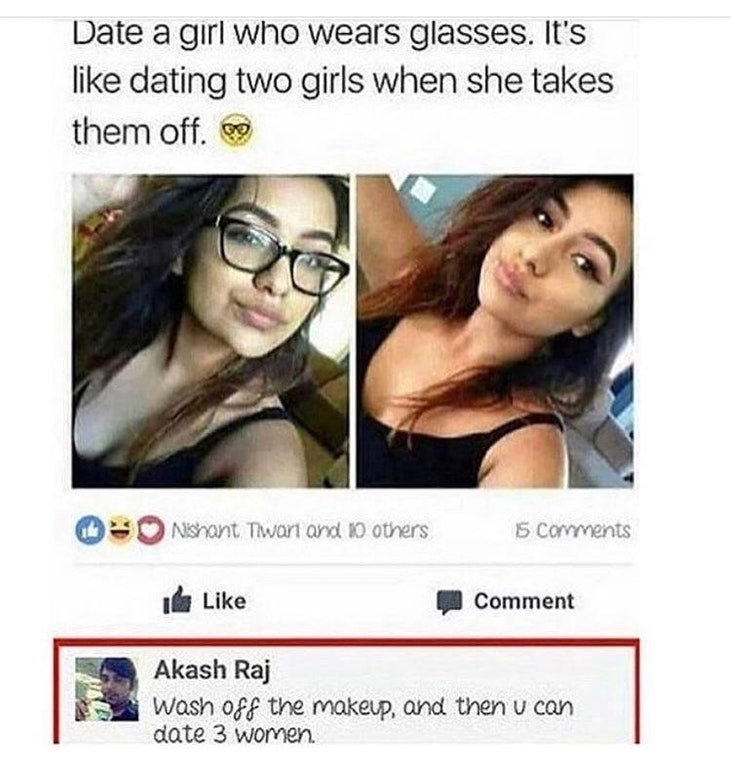 Date a girl who wears glasses. It's
like dating two girls when she takes
them off. 🤓
Nishant Tiwari and 10 others
15 Comments
Like
Comment
Akash Raj
Wash off the makeup, and then u can
date 3 women.